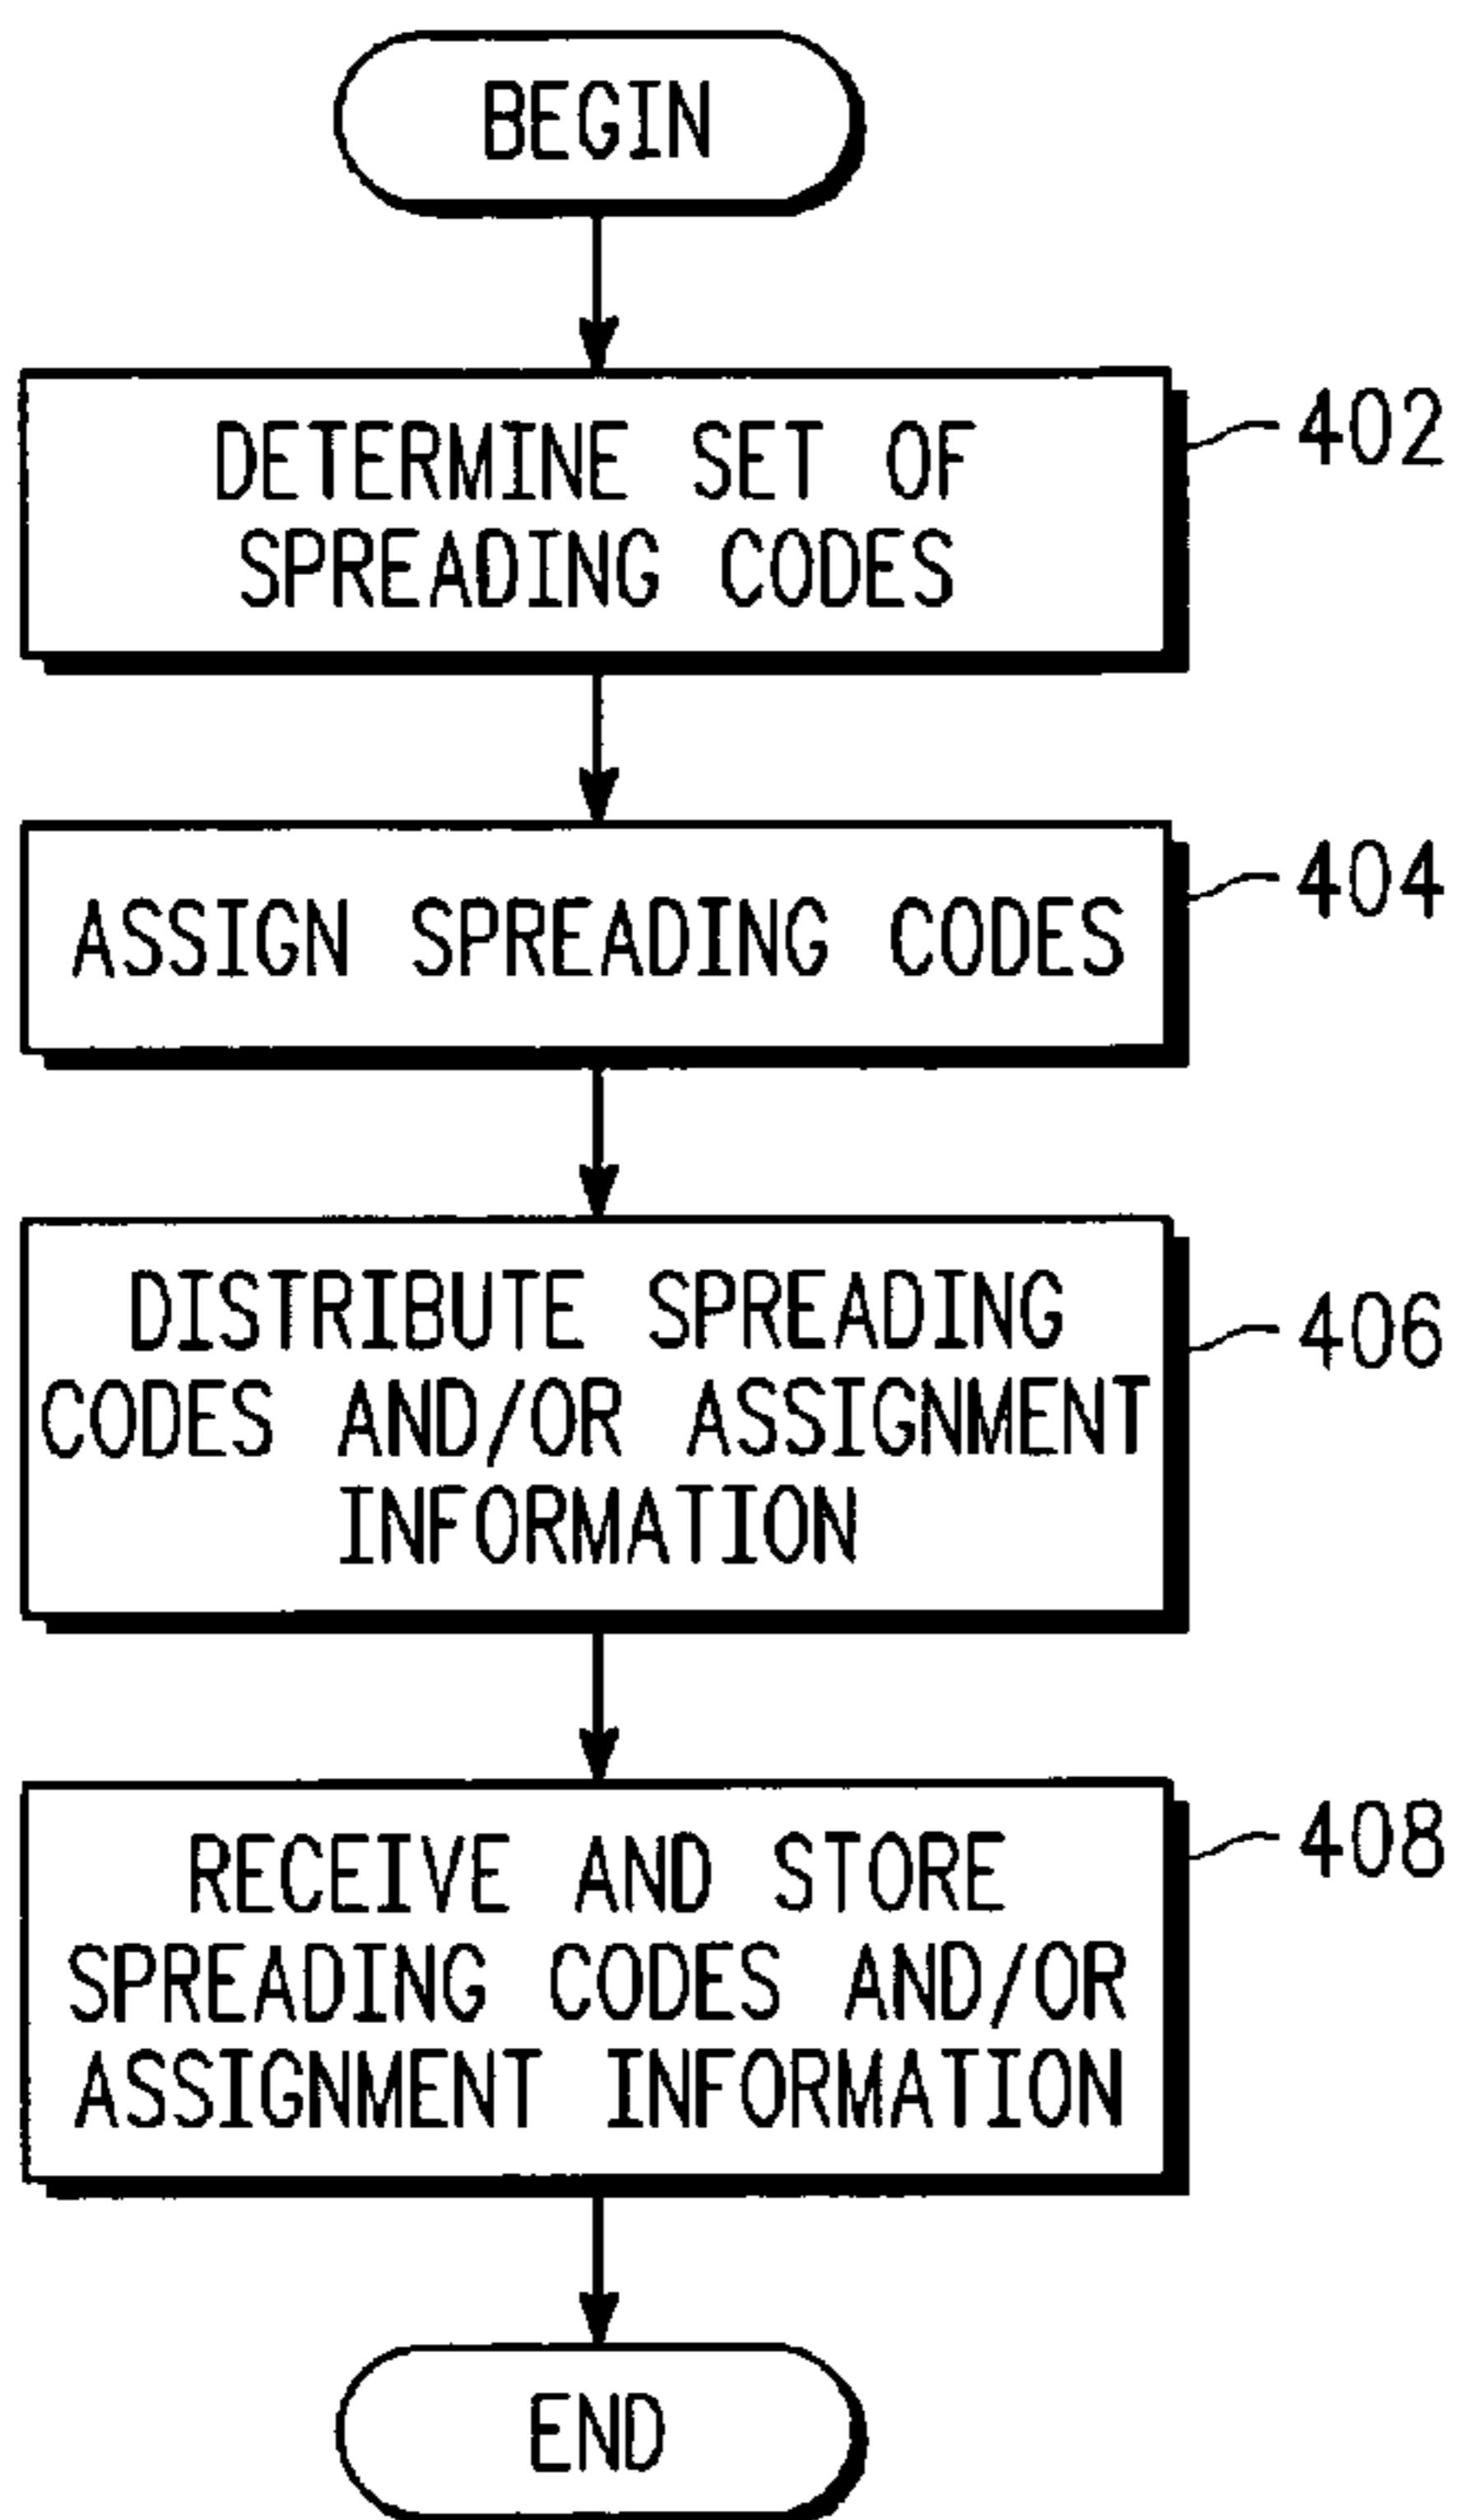 BEGIN
DETERMINE SET OF
SPREADING CODES
402
ASSIGN SPREADING CODES
404
DISTRIBUTE SPREADING
CODES AND/OR ASSIGNMENT
INFORMATION
406
RECEIVE AND STORE
SPREADING CODES AND/OR
ASSIGNMENT INFORMATION
408
END